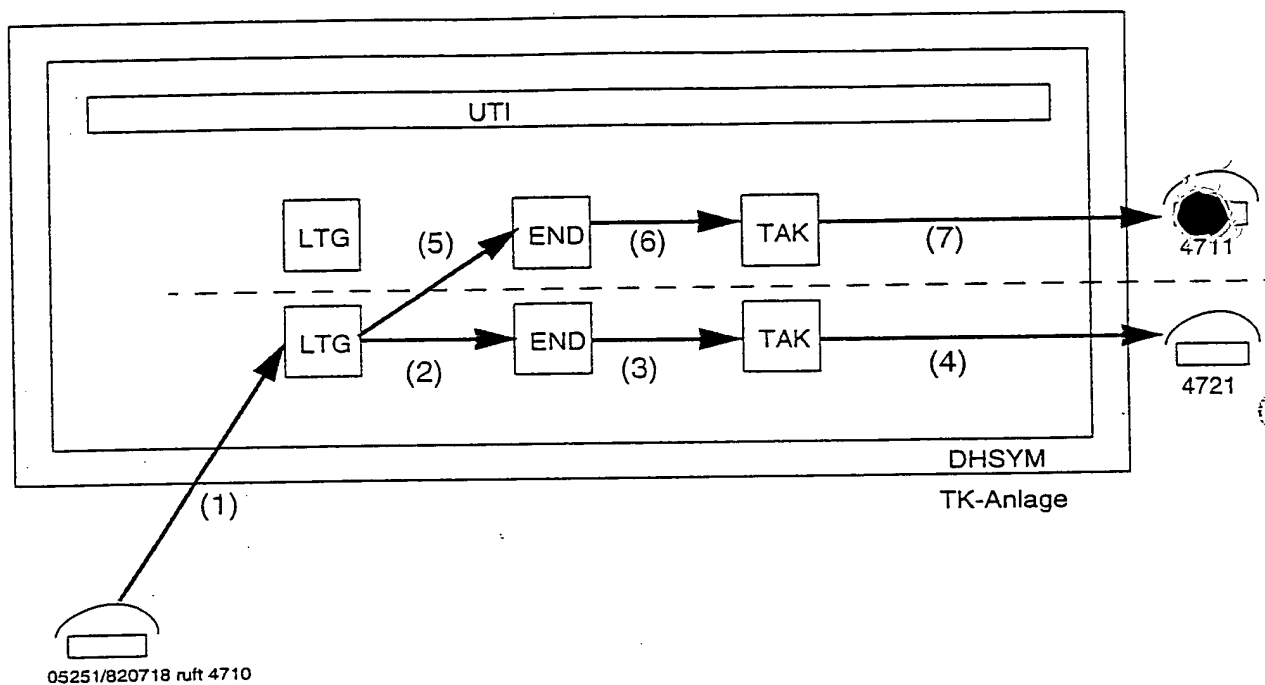 UTI
LTG
(5)
END
(6)
TAK
(7)
4711
LTG
(2)
END
(3)
TAK
(4)
4721
DHSYM
TK-Anlage
(1)
05251/820718 ruft 4710